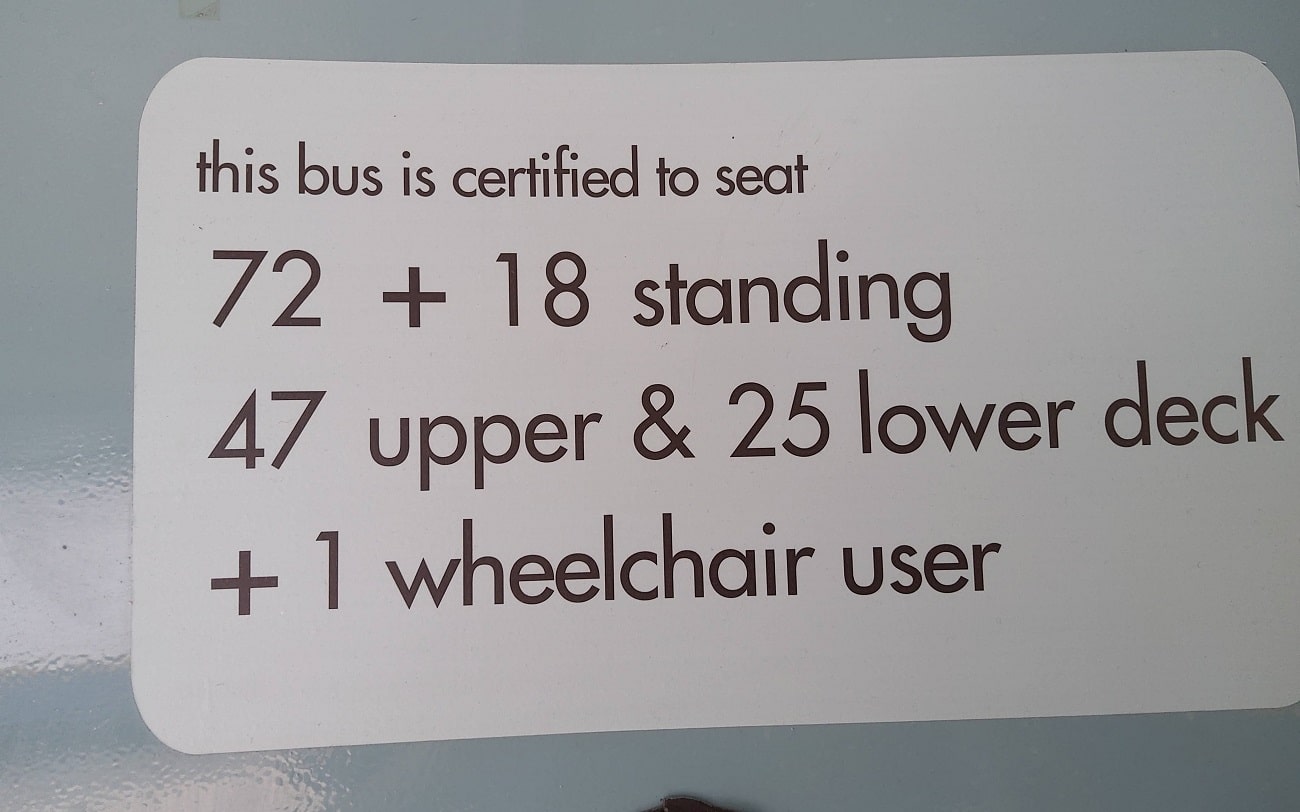 this bus is certified to seat
72 + 18 standing
47 upper & 25 lower deck
+ 1 wheelchair user